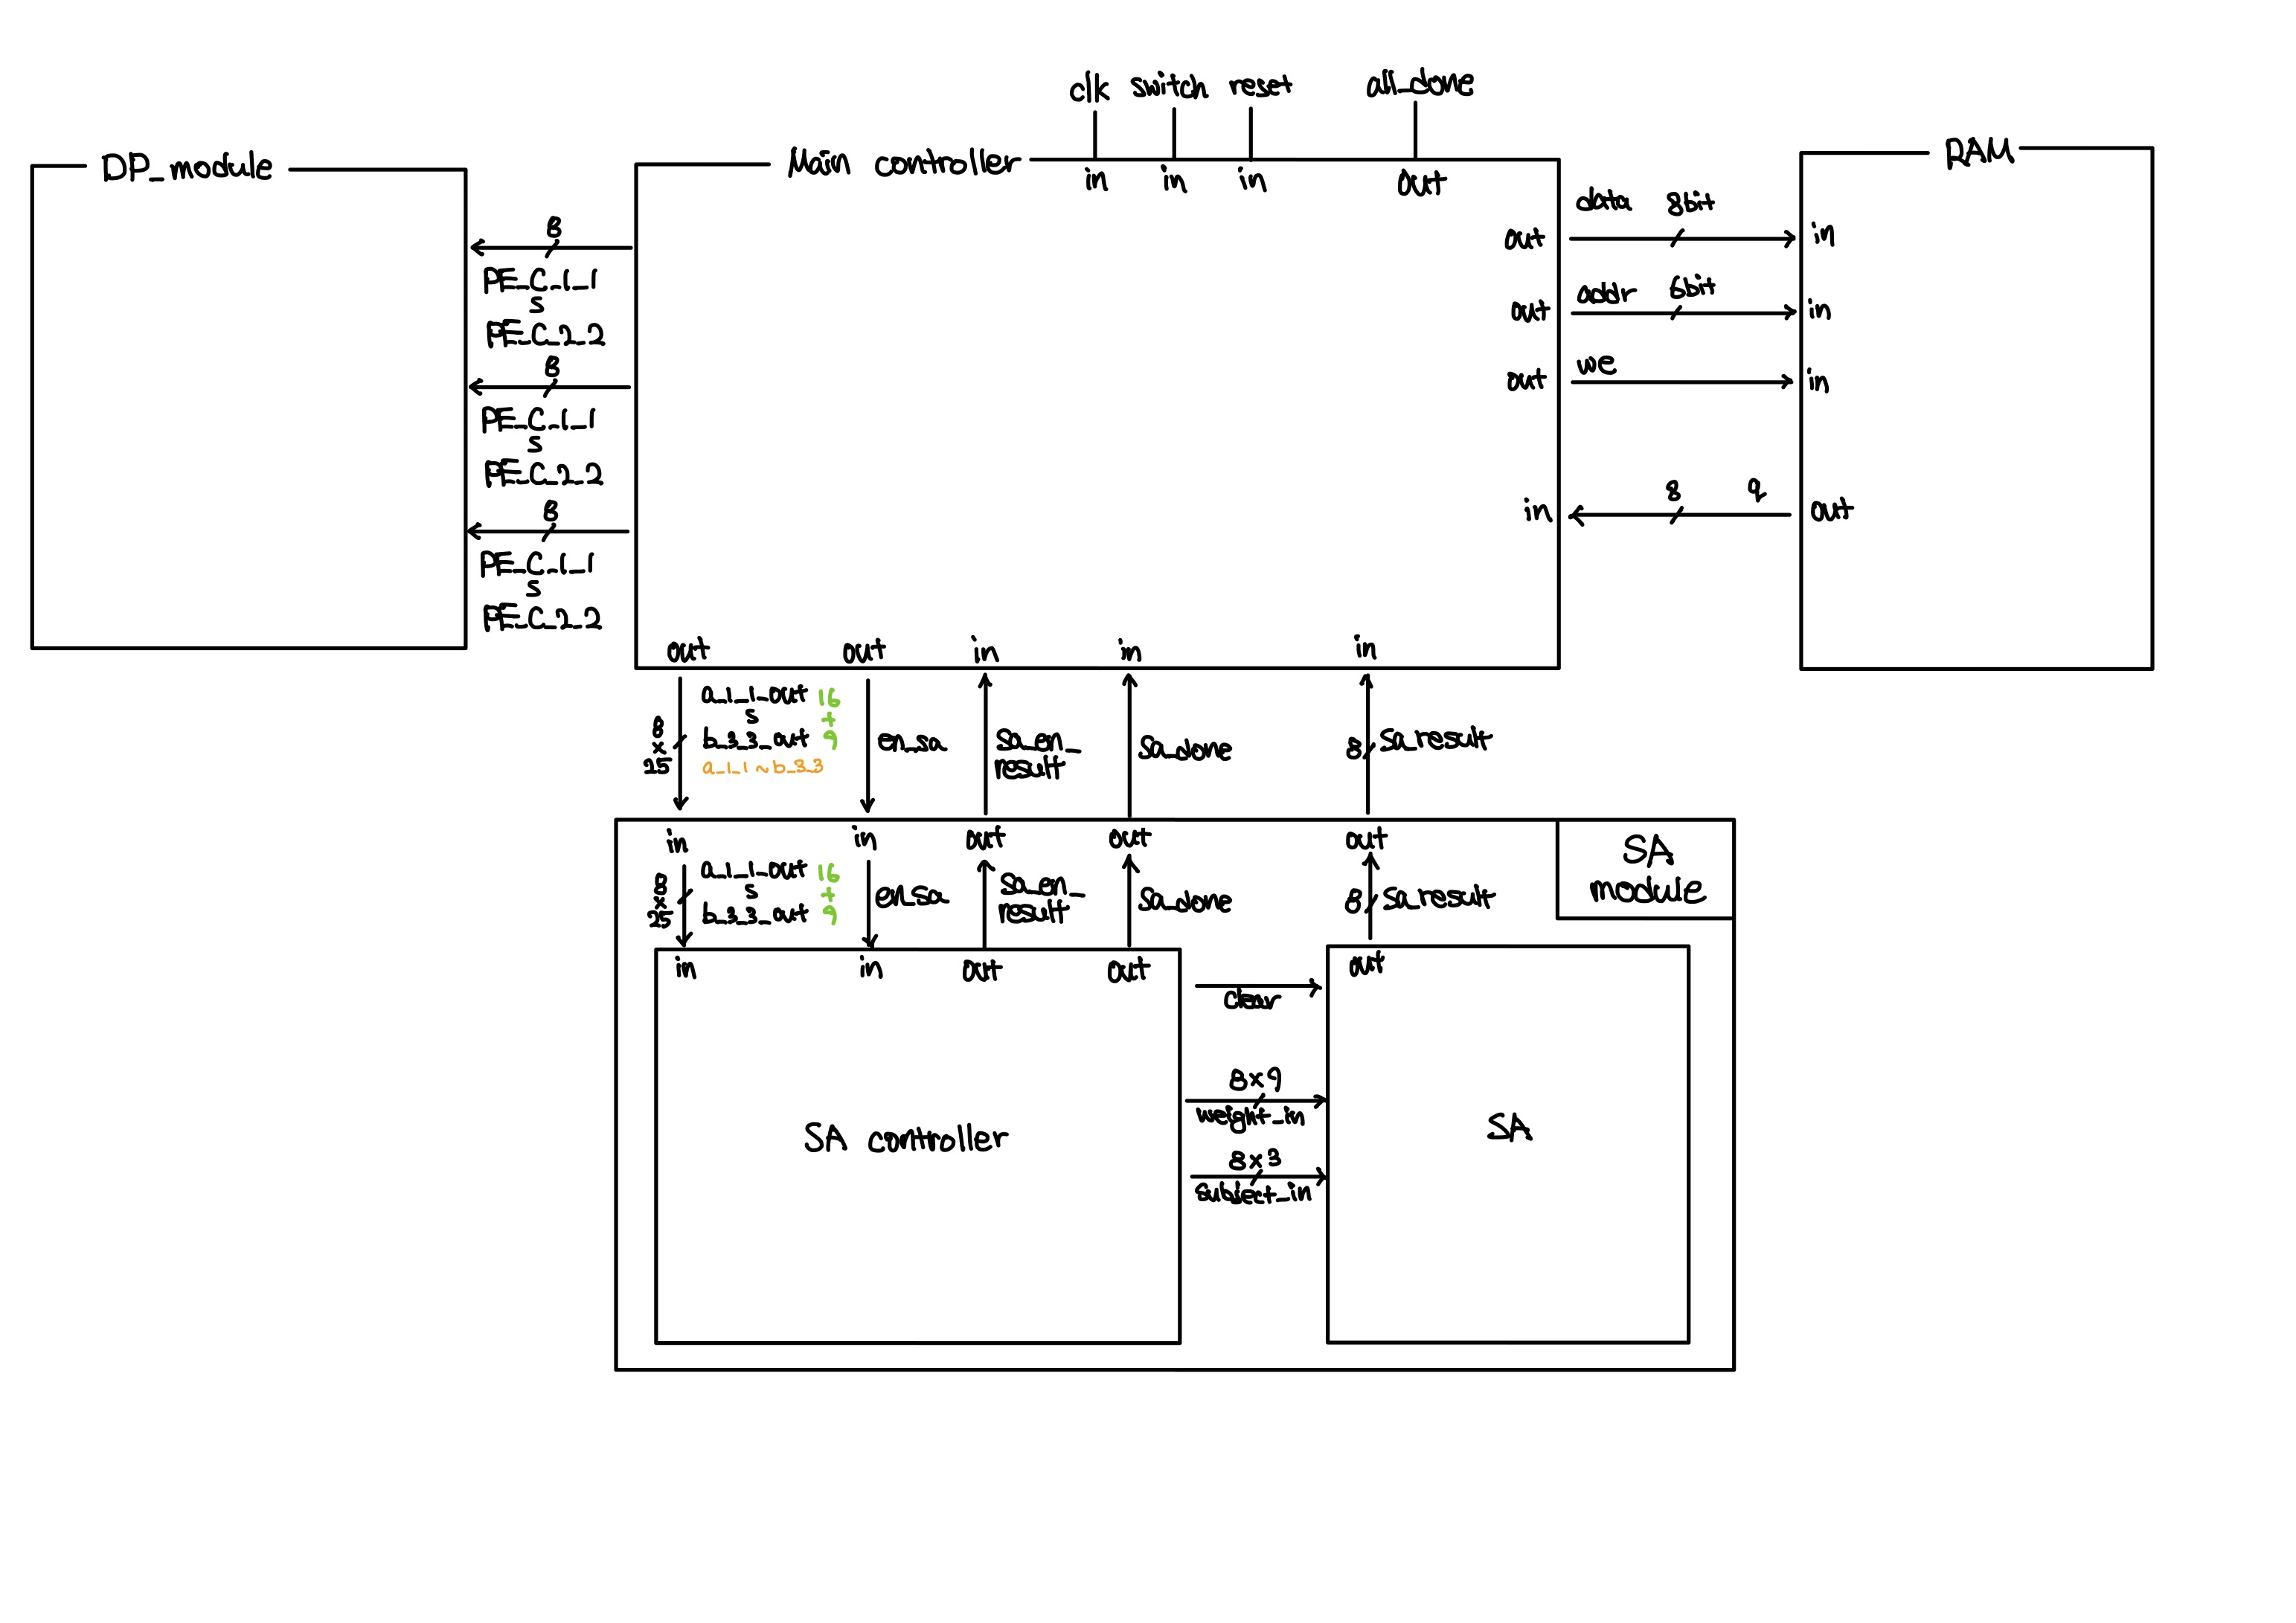 clk switch reset all_done
DP_module
Main controller
RAM
in in in out
data 8bit
out in
addr 6bit
out in
we
out in
8 q
in out
8
PE_C_1_1
s
PE_C_2_2
8
PE_C_1_1
s
PE_C_2_2
8
PE_C_1_1
s
PE_C_2_2
out out in in in
8
x
25
a_1_1_out 16
s +
b_3_3_out 9
a_1_1 ~ b_3_3
en_sa
sa_en_
result
sa_done
8 sa_result
in in out out out
SA
module
8
x
25
a_1_1_out 16
s +
b_3_3_out 9
en_sa
sa_en_
result
sa_done
8 sa_result
in in out out
out
clear
8x9
weight_in
8x3
subject_in
SA controller
SA